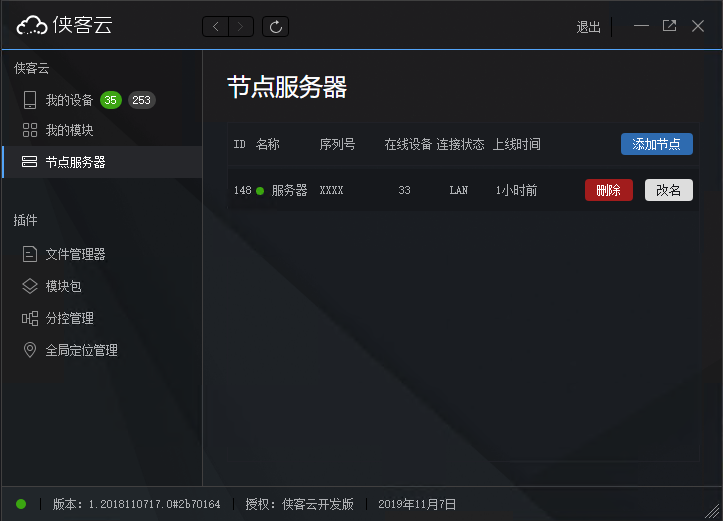 侠客云
退出
侠客云
我的设备 35 253
我的模块
节点服务器
插件
文件管理器
模块包
分控管理
全局定位管理
节点服务器
ID 名称 序列号 在线设备 连接状态 上线时间 添加节点
148 服务器 XXXX 33 LAN 1小时前 删除 改名
版本: 1.2018110717.0#2b70164 授权: 侠客云开发版 2019年11月7日